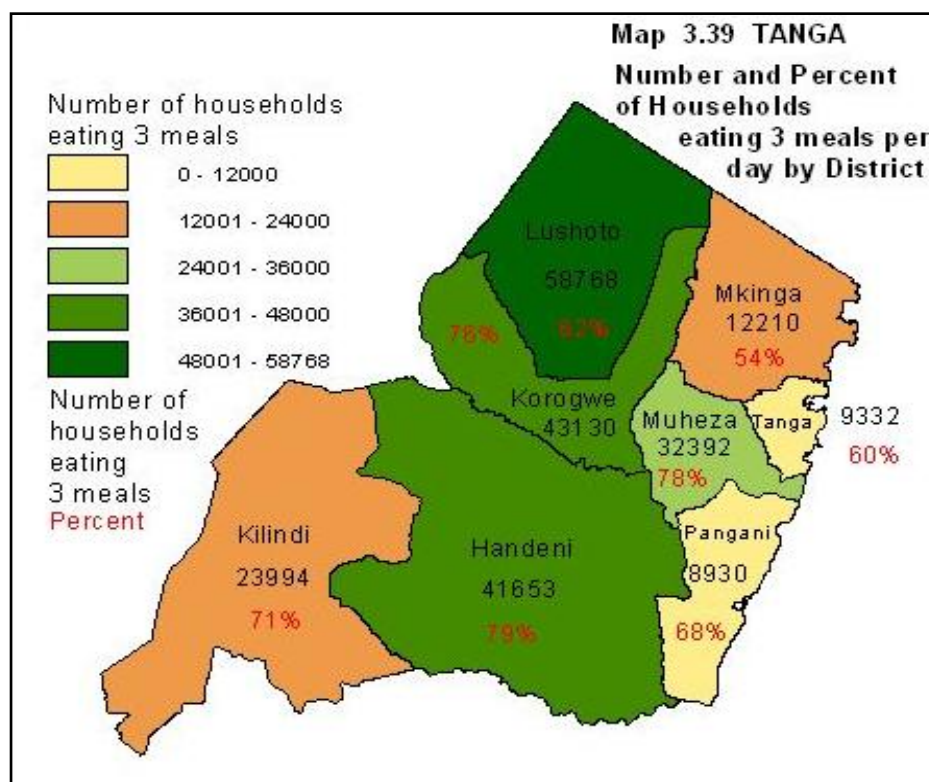 Map 3.39 TANGA
Number and Percent
of Households
eating 3 meals per
day by District
Number of households
eating 3 meals
0 - 12000
12001 - 24000
24001 - 36000
36001 - 48000
48001 - 58768
Number of
households
eating
3 meals
Percent
Lushoto
58768
82%
76%
Korogwe
43130
Mkinga
12210
54%
Muheza
32392
78%
Tanga
9332
60%
Pangani
8930
68%
Handeni
41653
79%
Kilindi
23994
71%